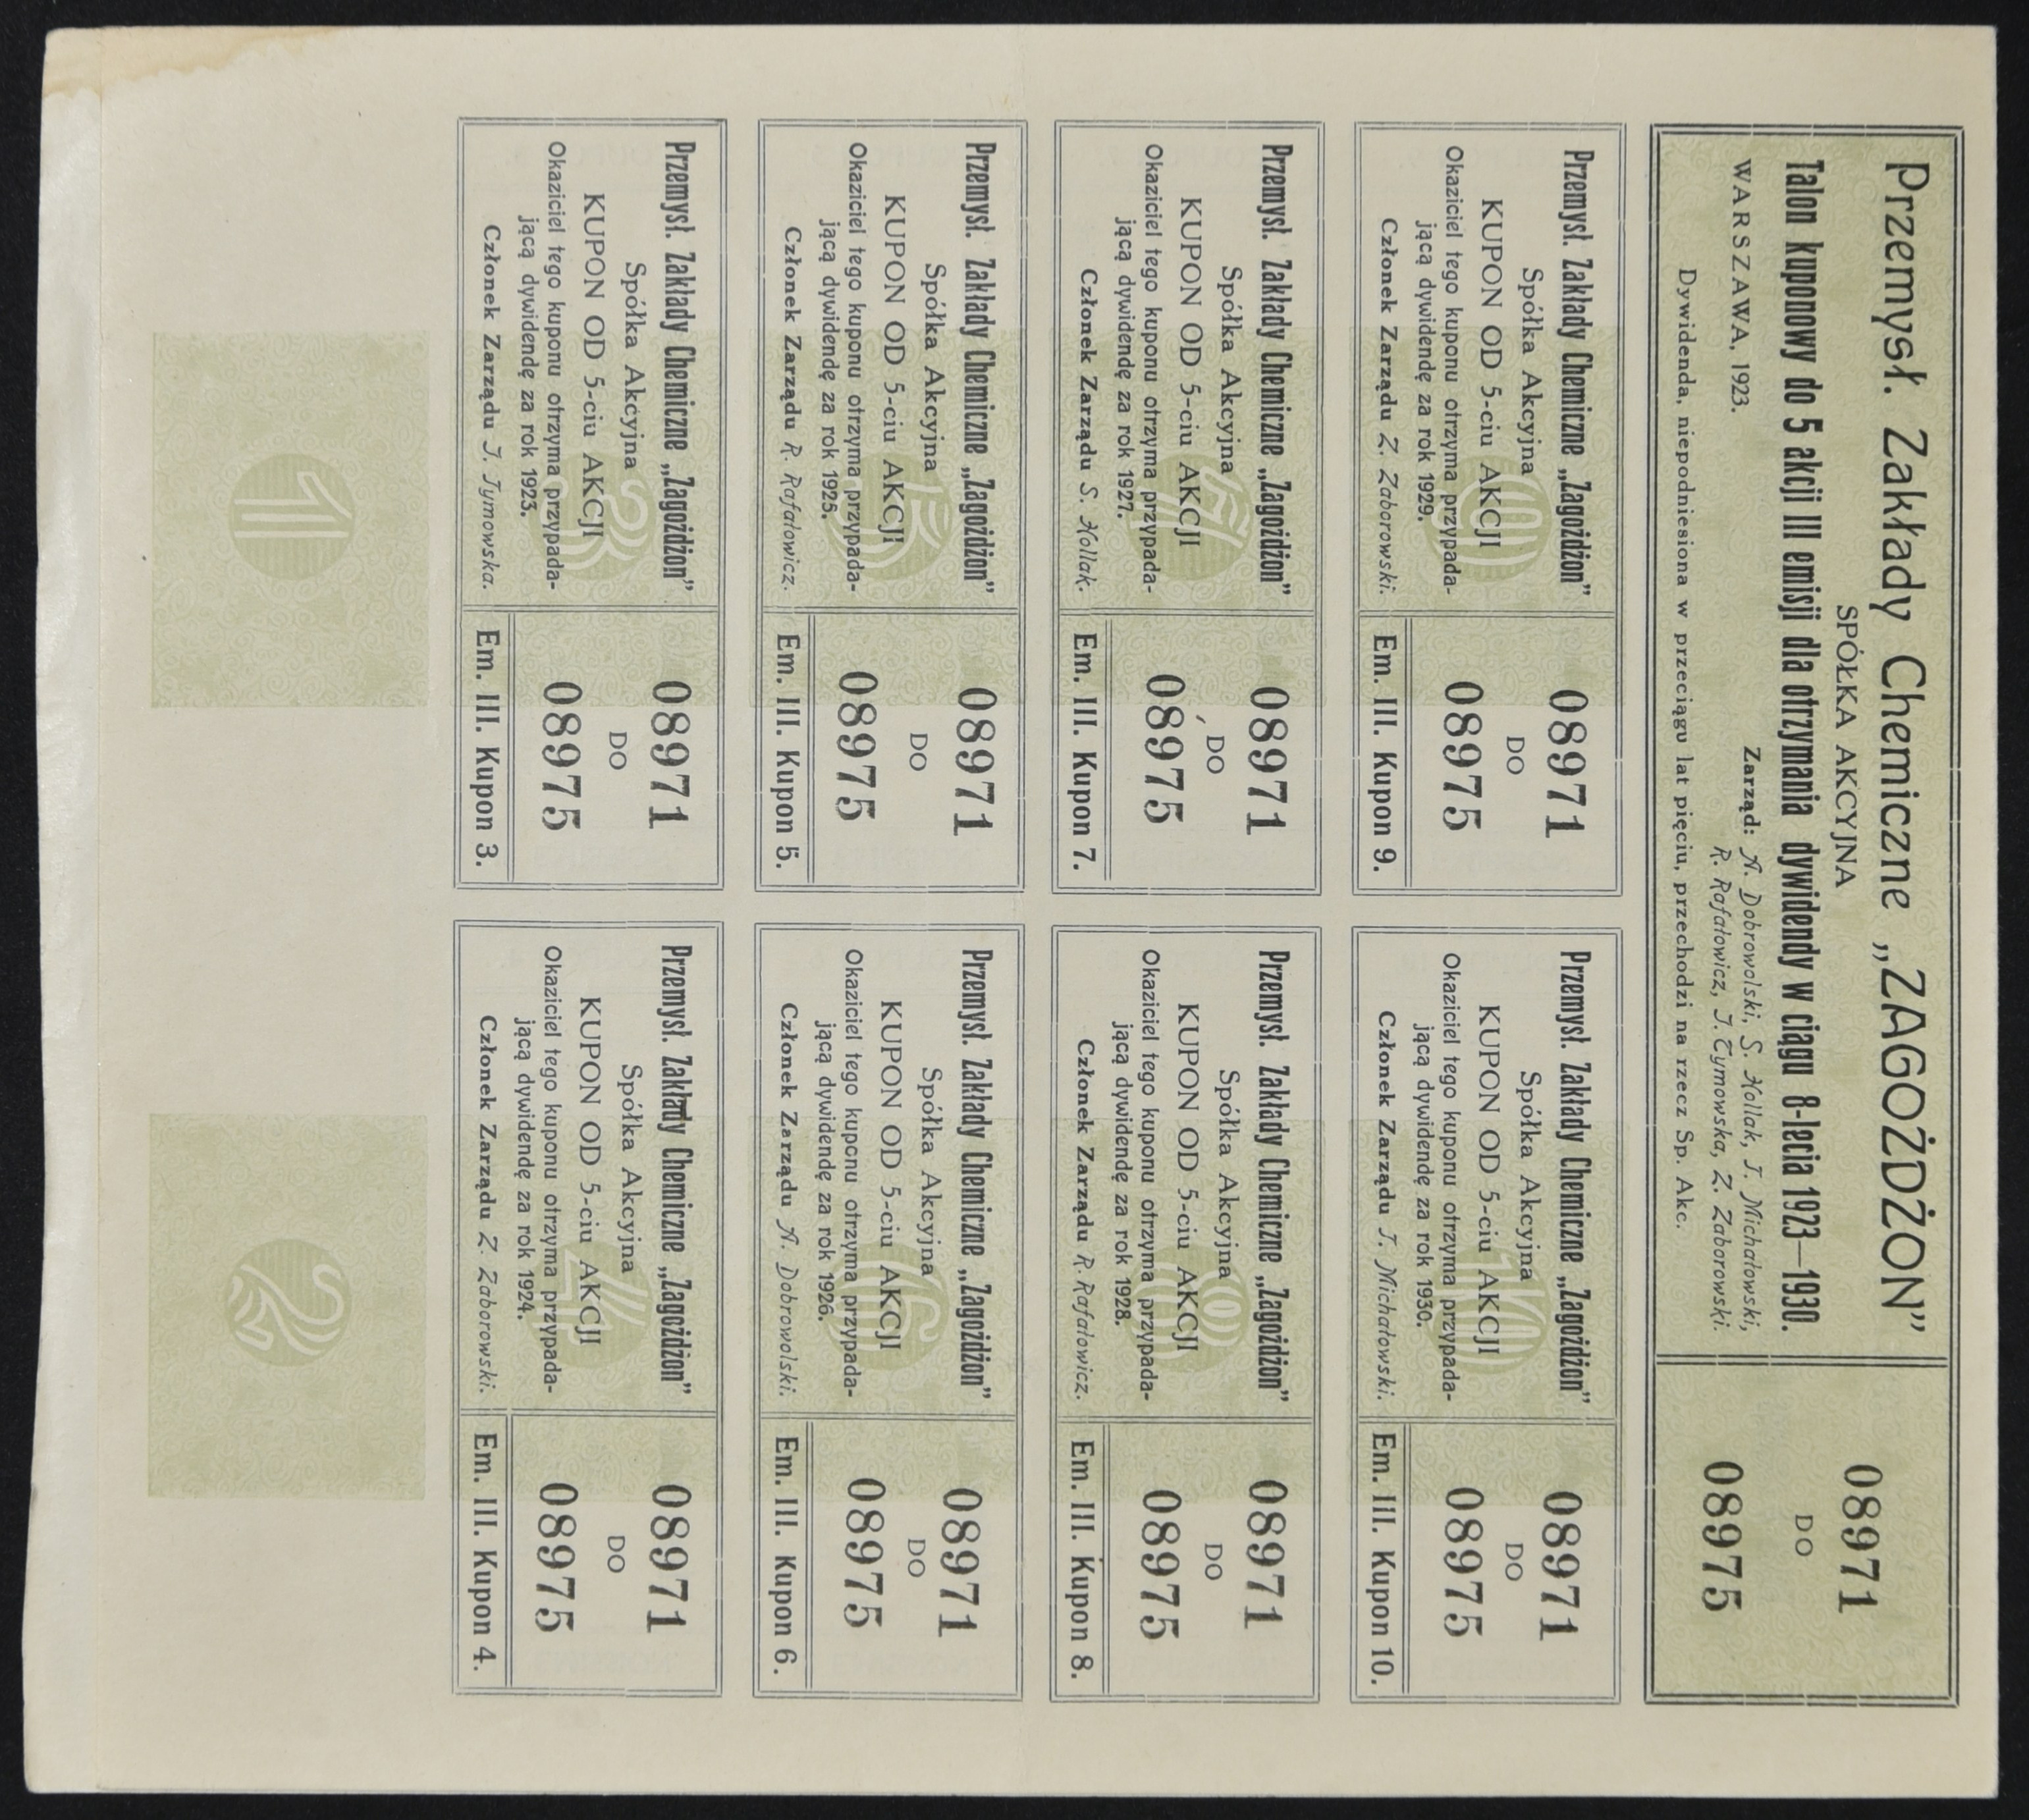 Przemysł. Zakłady Chemiczne „ZAGOŻDŻON”
SPÓŁKA AKCYJNA
Talon kuponowy do 5 akcji III emisji dla otrzymania dywidendy w ciągu 8-lecia 1923—1930.
WARSZAWA, 1923.
Zarząd: A. Dobrowolski, S. Hollak, J. Michałowski,
R. Rafałowicz, J. Tymowska, Z. Zaborowski.
Dywidenda, niepodniesiona w przeciągu lat pięciu, przechodzi na rzecz Sp. Akc.
08971
DO
08975
Przemysł. Zakłady Chemiczne „Zagożdżon”
Spółka Akcyjna
KUPON OD 5-ciu AKCJI
Okaziciel tego kuponu otrzyma przypada-
jącą dywidendę za rok 1929.
Członek Zarządu Z. Zaborowski.
9
08971
DO
08975
Em. III. Kupon 9.
Przemysł. Zakłady Chemiczne „Zagożdżon”
Spółka Akcyjna
KUPON OD 5-ciu AKCJI
Okaziciel tego kuponu otrzyma przypada-
jącą dywidendę za rok 1930.
Członek Zarządu J. Michałowski.
10
08971
DO
08975
Em. III. Kupon 10.
Przemysł. Zakłady Chemiczne „Zagożdżon”
Spółka Akcyjna
KUPON OD 5-ciu AKCJI
Okaziciel tego kuponu otrzyma przypada-
jącą dywidendę za rok 1927.
Członek Zarządu S. Hollak.
7
08971
DO
08975
Em. III. Kupon 7.
Przemysł. Zakłady Chemiczne „Zagożdżon”
Spółka Akcyjna
KUPON OD 5-ciu AKCJI
Okaziciel tego kuponu otrzyma przypada-
jącą dywidendę za rok 1928.
Członek Zarządu R. Rafałowicz.
8
08971
DO
08975
Em. III. Kupon 8.
Przemysł. Zakłady Chemiczne „Zagożdżon”
Spółka Akcyjna
KUPON OD 5-ciu AKCJI
Okaziciel tego kuponu otrzyma przypada-
jącą dywidendę za rok 1925.
Członek Zarządu R. Rafałowicz.
5
08971
DO
08975
Em. III. Kupon 5.
Przemysł. Zakłady Chemiczne „Zagożdżon”
Spółka Akcyjna
KUPON OD 5-ciu AKCJI
Okaziciel tego kuponu otrzyma przypada-
jącą dywidendę za rok 1926.
Członek Zarządu A. Dobrowolski.
6
08971
DO
08975
Em. III. Kupon 6.
Przemysł. Zakłady Chemiczne „Zagożdżon”
Spółka Akcyjna
KUPON OD 5-ciu AKCJI
Okaziciel tego kuponu otrzyma przypada-
jącą dywidendę za rok 1923.
Członek Zarządu J. Tymowska.
3
08971
DO
08975
Em. III. Kupon 3.
Przemysł. Zakłady Chemiczne „Zagożdżon”
Spółka Akcyjna
KUPON OD 5-ciu AKCJI
Okaziciel tego kuponu otrzyma przypada-
jącą dywidendę za rok 1924.
Członek Zarządu Z. Zaborowski.
4
08971
DO
08975
Em. III. Kupon 4.
1
2